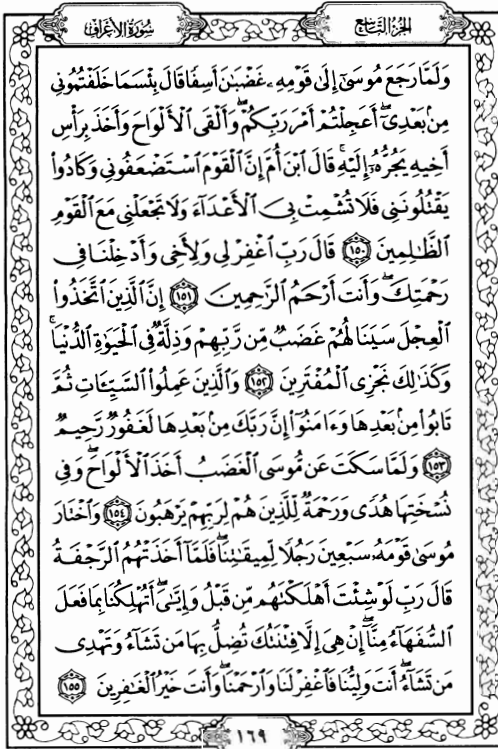 الجزء التاسع
سورة الأعراف
وَلَمَّا رَجَعَ مُوسَىٰٓ إِلَىٰ قَوْمِهِۦ غَضْبَٰنَ أَسِفًا قَالَ بِئْسَمَا خَلَفْتُمُونِي
مِنۢ بَعْدِيٓۖ أَعَجِلْتُمْ أَمْرَ رَبِّكُمْۖ وَأَلْقَى ٱلْأَلْوَاحَ وَأَخَذَ بِرَأْسِ
أَخِيهِ يَجُرُّهُۥٓ إِلَيْهِۚ قَالَ ٱبْنَ أُمَّ إِنَّ ٱلْقَوْمَ ٱسْتَضْعَفُونِي وَكَادُوا۟
يَقْتُلُونَنِي فَلَا تُشْمِتْ بِيَ ٱلْأَعْدَآءَ وَلَا تَجْعَلْنِي مَعَ ٱلْقَوْمِ
ٱلظَّٰلِمِينَ ١٥٠ قَالَ رَبِّ ٱغْفِرْ لِي وَلِأَخِي وَأَدْخِلْنَا فِي
رَحْمَتِكَۖ وَأَنتَ أَرْحَمُ ٱلرَّٰحِمِينَ ١٥١ إِنَّ ٱلَّذِينَ ٱتَّخَذُوا۟
ٱلْعِجْلَ سَيَنَالُهُمْ غَضَبٌ مِّن رَّبِّهِمْ وَذِلَّةٌ فِي ٱلْحَيَوٰةِ ٱلدُّنْيَاۚ
وَكَذَٰلِكَ نَجْزِي ٱلْمُفْتَرِينَ ١٥٢ وَٱلَّذِينَ عَمِلُوا۟ ٱلسَّيِّـَٔاتِ ثُمَّ
تَابُوا۟ مِنۢ بَعْدِهَا وَءَامَنُوٓا۟ إِنَّ رَبَّكَ مِنۢ بَعْدِهَا لَغَفُورٌ رَّحِيمٌ
١٥٣ وَلَمَّا سَكَتَ عَن مُّوسَى ٱلْغَضَبُ أَخَذَ ٱلْأَلْوَاحَۖ وَفِي
نُسْخَتِهَا هُدًى وَرَحْمَةٌ لِّلَّذِينَ هُمْ لِرَبِّهِمْ يَرْهَبُونَ ١٥٤ وَٱخْتَارَ
مُوسَىٰ قَوْمَهُۥ سَبْعِينَ رَجُلًا لِّمِيقَٰتِنَاۖ فَلَمَّآ أَخَذَتْهُمُ ٱلرَّجْفَةُ
قَالَ رَبِّ لَوْ شِئْتَ أَهْلَكْتَهُم مِّن قَبْلُ وَإِيَّٰيَۖ أَتُهْلِكُنَا بِمَا فَعَلَ
ٱلسُّفَهَآءُ مِنَّآۖ إِنْ هِيَ إِلَّا فِتْنَتُكَ تُضِلُّ بِهَا مَن تَشَآءُ وَتَهْدِي
مَن تَشَآءُۖ أَنتَ وَلِيُّنَا فَٱغْفِرْ لَنَا وَٱرْحَمْنَاۖ وَأَنتَ خَيْرُ ٱلْغَٰفِرِينَ ١٥٥
١٦٩